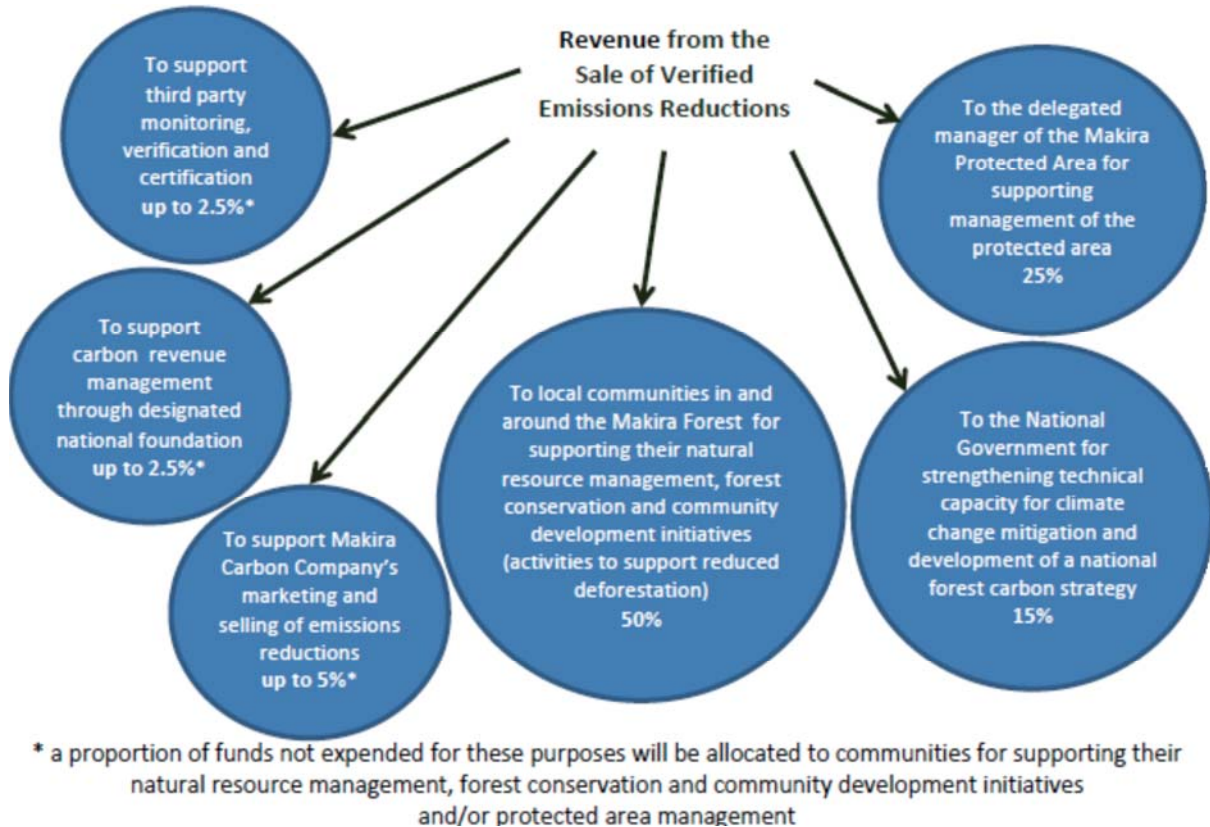 Revenue from the
Sale of Verified
Emissions Reductions
To support
third party
monitoring,
verification and
certification
up to 2.5%*
To support
carbon revenue
management
through designated
national foundation
up to 2.5%*
To support Makira
Carbon Company's
marketing and
selling of emissions
reductions
up to 5%*
To local communities in and
around the Makira Forest for
supporting their natural
resource management, forest
conservation and community
development initiatives
(activities to support reduced
deforestation)
50%
To the delegated
manager of the Makira
Protected Area for
supporting
management of the
protected area
25%
To the National
Government for
strengthening technical
capacity for climate
change mitigation and
development of a national
forest carbon strategy
15%
* a proportion of funds not expended for these purposes will be allocated to communities for supporting their
natural resource management, forest conservation and community development initiatives
and/or protected area management